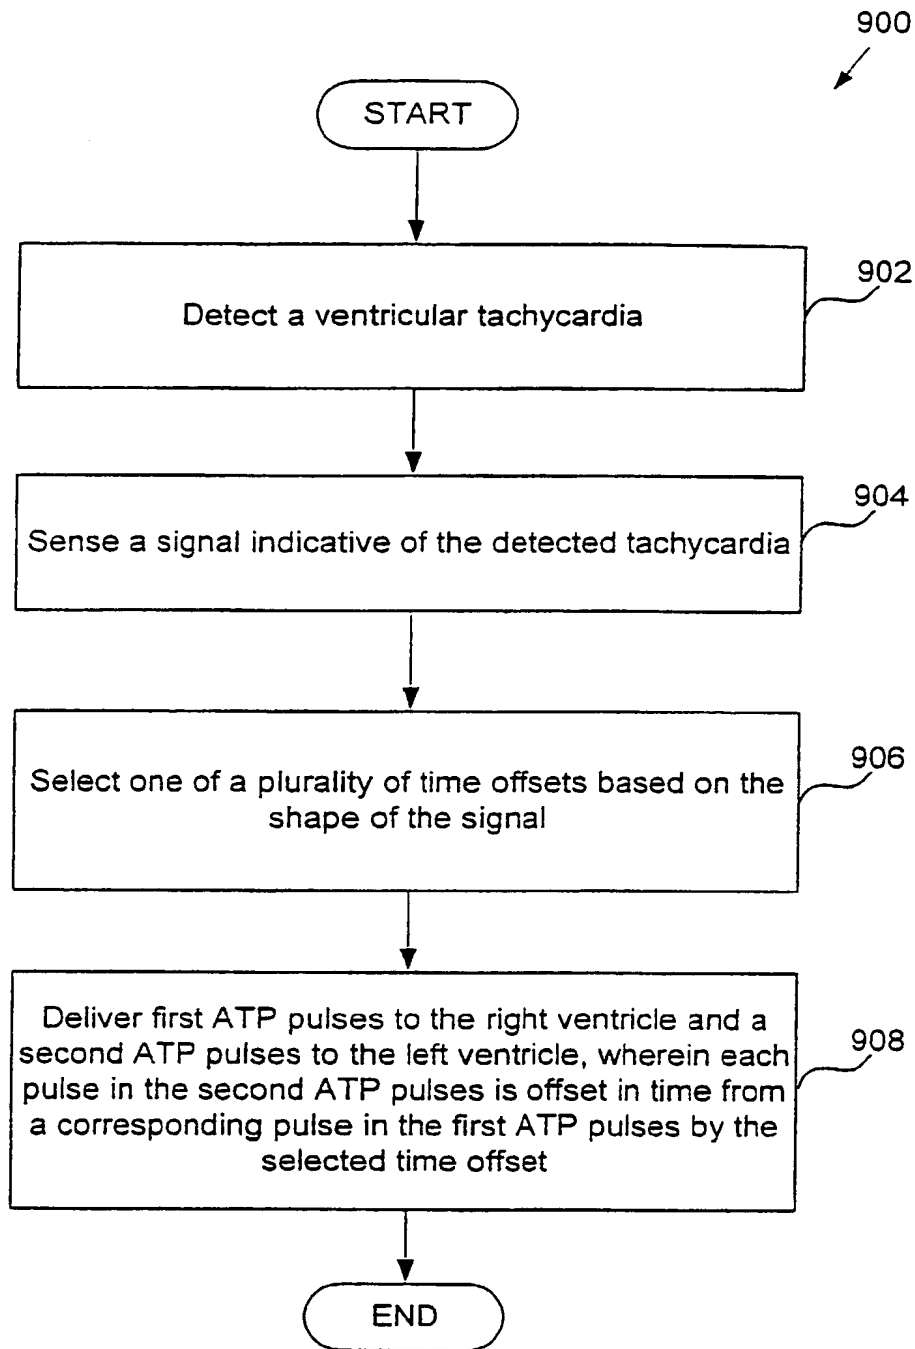 900
START
902
Detect a ventricular tachycardia
904
Sense a signal indicative of the detected tachycardia
906
Select one of a plurality of time offsets based on the
shape of the signal
908
Deliver first ATP pulses to the right ventricle and a
second ATP pulses to the left ventricle, wherein each
pulse in the second ATP pulses is offset in time from
a corresponding pulse in the first ATP pulses by the
selected time offset
END